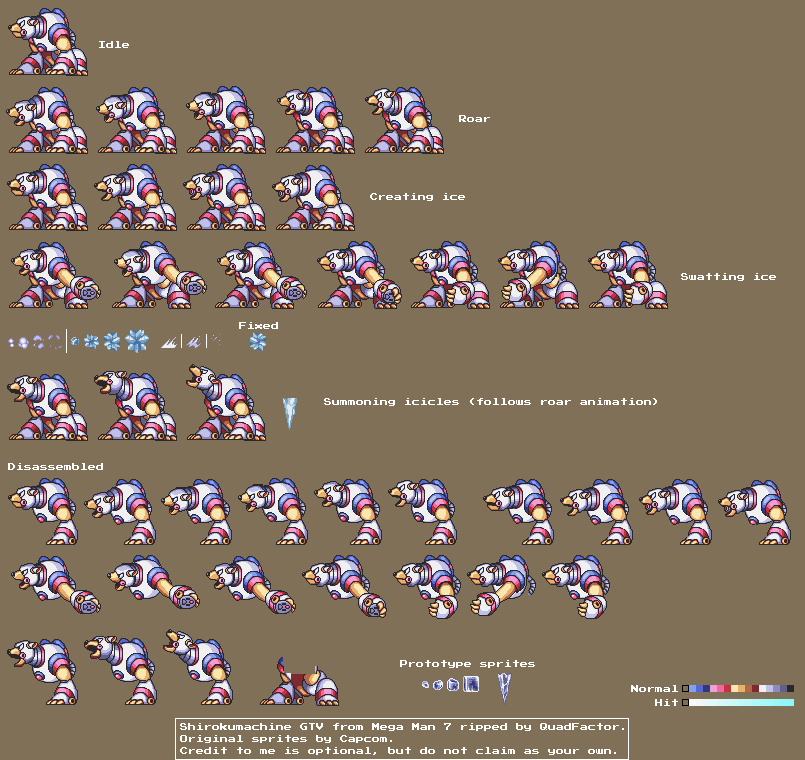 Idle
Roar
Creating ice
Swatting ice
Fixed
Summoning icicles (follows roar animation)
Disassembled
Prototype sprites
Normal
Hit
Shirokumachine GTV from Mega Man 7 ripped by QuadFactor.
Original sprites by Capcom.
Credit to me is optional, but do not claim as your own.